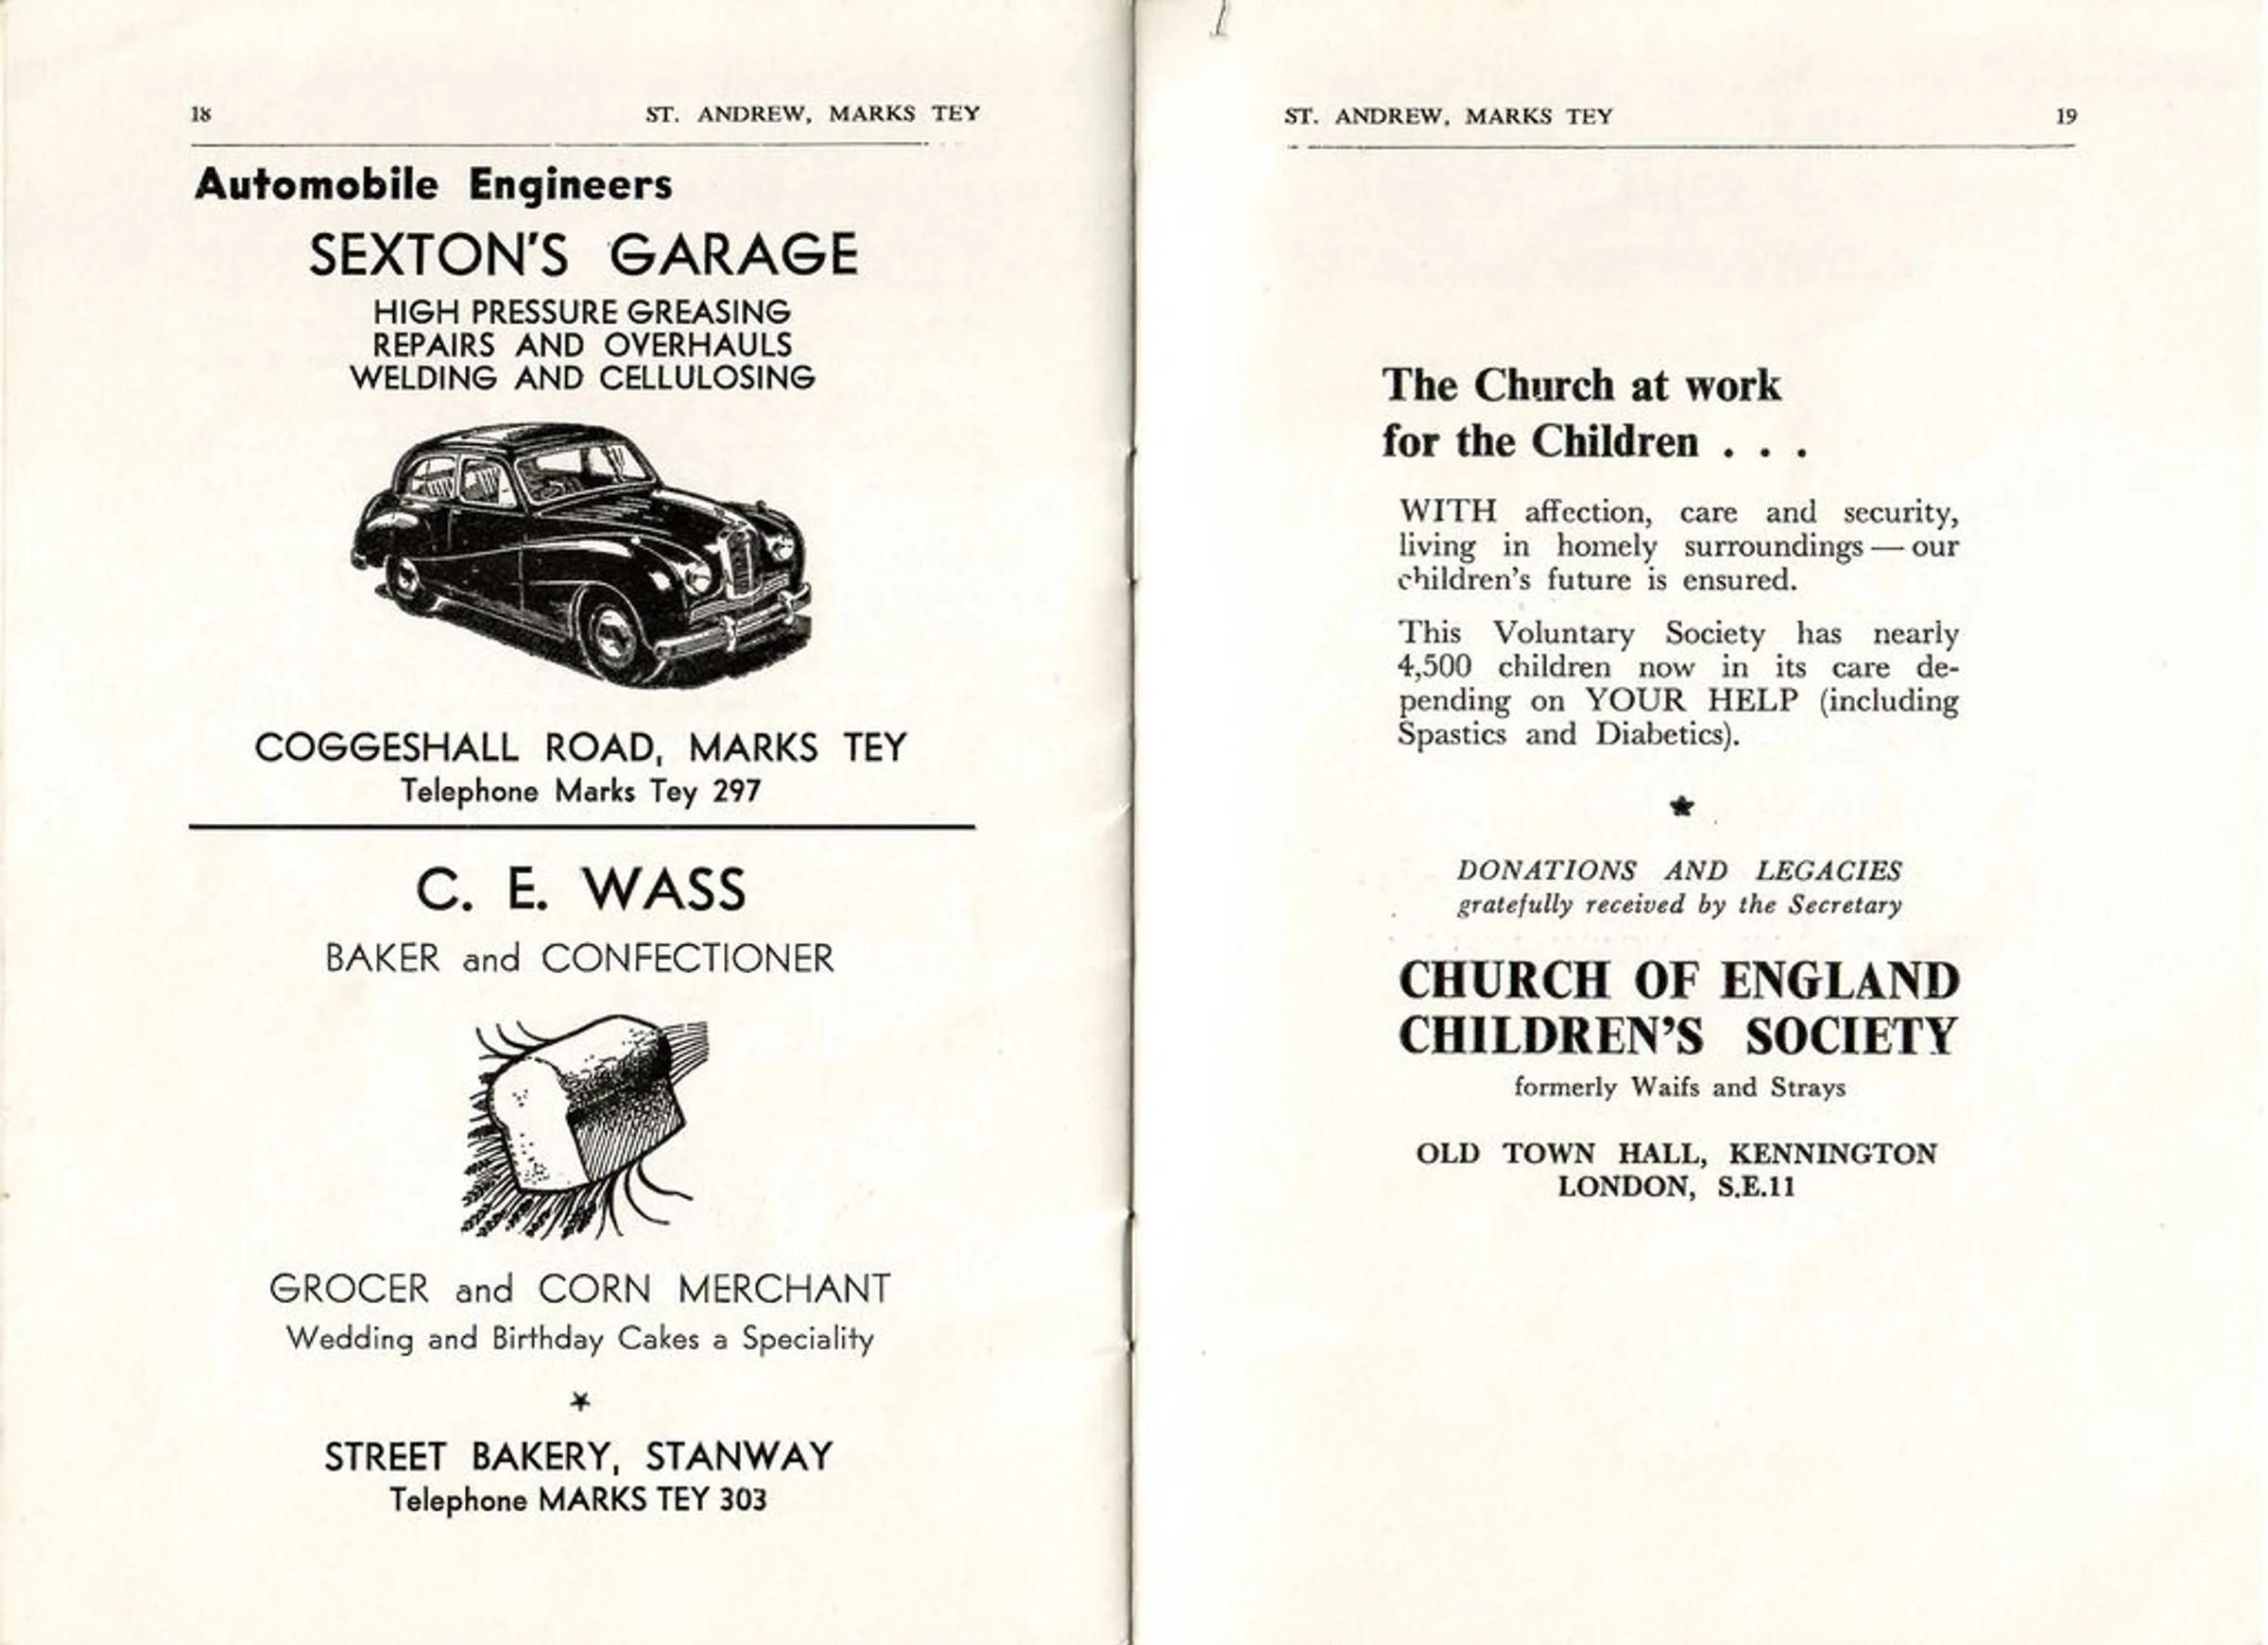 18 ST. ANDREW, MARKS TEY
Automobile Engineers
SEXTON'S GARAGE
HIGH PRESSURE GREASING
REPAIRS AND OVERHAULS
WELDING AND CELLULOSING
COGGESHALL ROAD, MARKS TEY
Telephone Marks Tey 297
C. E. WASS
BAKER and CONFECTIONER
GROCER and CORN MERCHANT
Wedding and Birthday Cakes a Speciality
STREET BAKERY, STANWAY
Telephone MARKS TEY 303
ST. ANDREW, MARKS TEY 19
The Church at work
for the Children . . .
WITH affection, care and security,
living in homely surroundings — our
children's future is ensured.
This Voluntary Society has nearly
4,500 children now in its care de-
pending on YOUR HELP (including
Spastics and Diabetics).
DONATIONS AND LEGACIES
gratefully received by the Secretary
CHURCH OF ENGLAND
CHILDREN'S SOCIETY
formerly Waifs and Strays
OLD TOWN HALL, KENNINGTON
LONDON, S.E.11